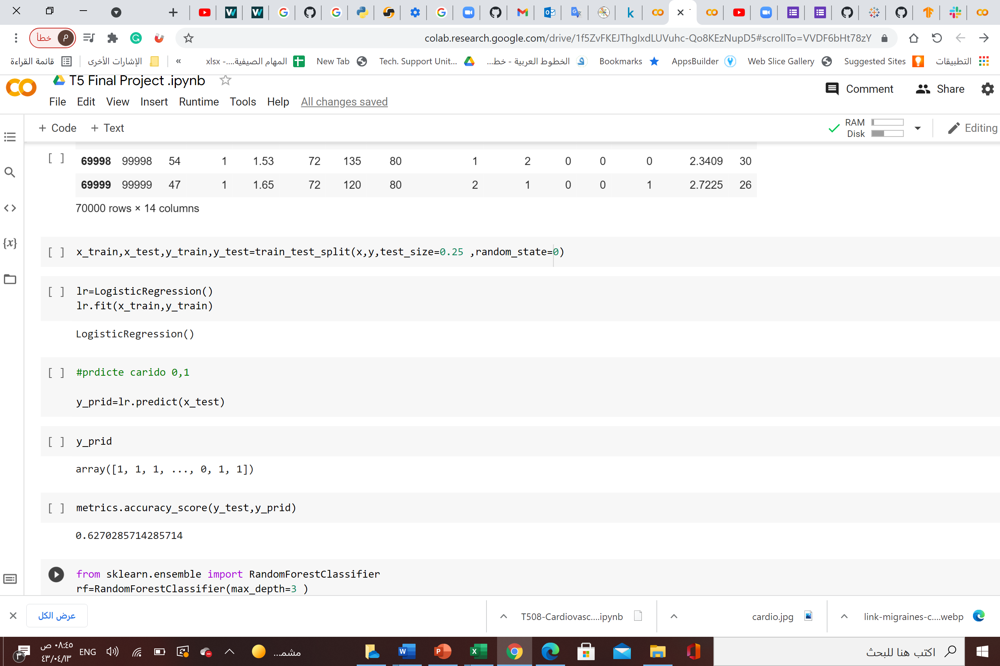 خطأ
colab.research.google.com/drive/1f5ZvFKEJThgIxdLUVuhc-Qo8KEzNupD5#scrollTo=VVDF6bHt78zY
التطبيقات
Suggested Sites
Web Slice Gallery
AppsBuilder
Bookmarks
الخطوط العربية - خط...
Tech. Support Unit...
New Tab
المهام الصيفية....- xlsx
»
الإشارات الأخرى
قائمة القراءة
T5 Final Project .ipynb
Comment
Share
File Edit View Insert Runtime Tools Help All changes saved
+ Code + Text
RAM
Disk
Editing
[ ] 69998 99998 54 1 1.53 72 135 80 1 2 0 0 0 2.3409 30
69999 99999 47 1 1.65 72 120 80 2 1 0 0 1 2.7225 26
70000 rows × 14 columns
[ ] x_train,x_test,y_train,y_test=train_test_split(x,y,test_size=0.25 ,random_state=0)
[ ] lr=LogisticRegression()
lr.fit(x_train,y_train)
LogisticRegression()
[ ] #prdicte carido 0,1
y_prid=lr.predict(x_test)
[ ] y_prid
array([1, 1, 1, ..., 0, 1, 1])
[ ] metrics.accuracy_score(y_test,y_prid)
0.6270285714285714
from sklearn.ensemble import RandomForestClassifier
rf=RandomForestClassifier(max_depth=3 )
عرض الكل
T508-Cardiovasc....ipynb
cardio.jpg
link-migraines-c....webp
٠٨:٤٥ ص
٤٣/٠٤/١٣
ENG
مشم...
اكتب هنا للبحث